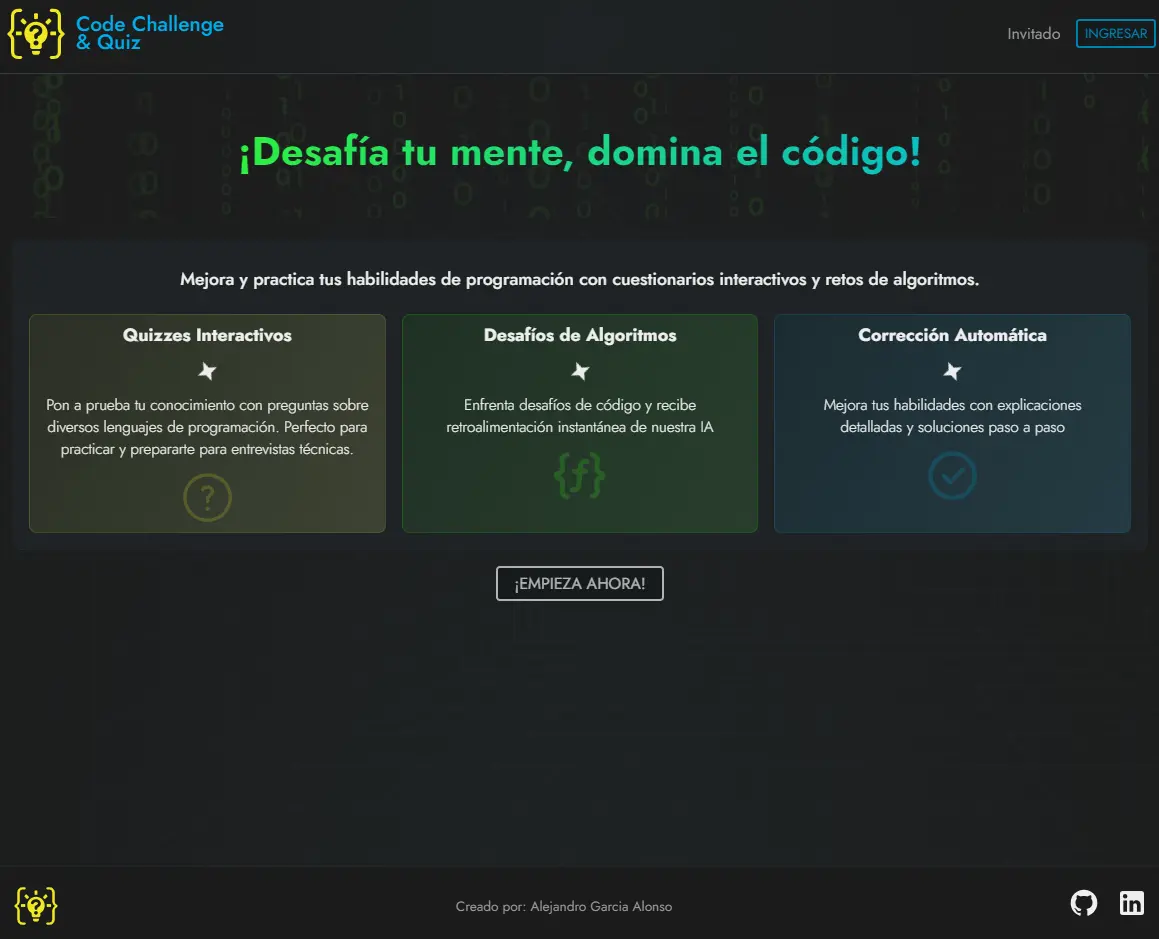 Code Challenge
& Quiz
Invitado
INGRESAR
¡Desafía tu mente, domina el código!
Mejora y practica tus habilidades de programación con cuestionarios interactivos y retos de algoritmos.
Quizzes Interactivos
Pon a prueba tu conocimiento con preguntas sobre
diversos lenguajes de programación. Perfecto para
practicar y prepararte para entrevistas técnicas.
Desafíos de Algoritmos
Enfrenta desafíos de código y recibe
retroalimentación instantánea de nuestra IA
{f}
Corrección Automática
Mejora tus habilidades con explicaciones
detalladas y soluciones paso a paso
¡EMPIEZA AHORA!
Creado por: Alejandro Garcia Alonso